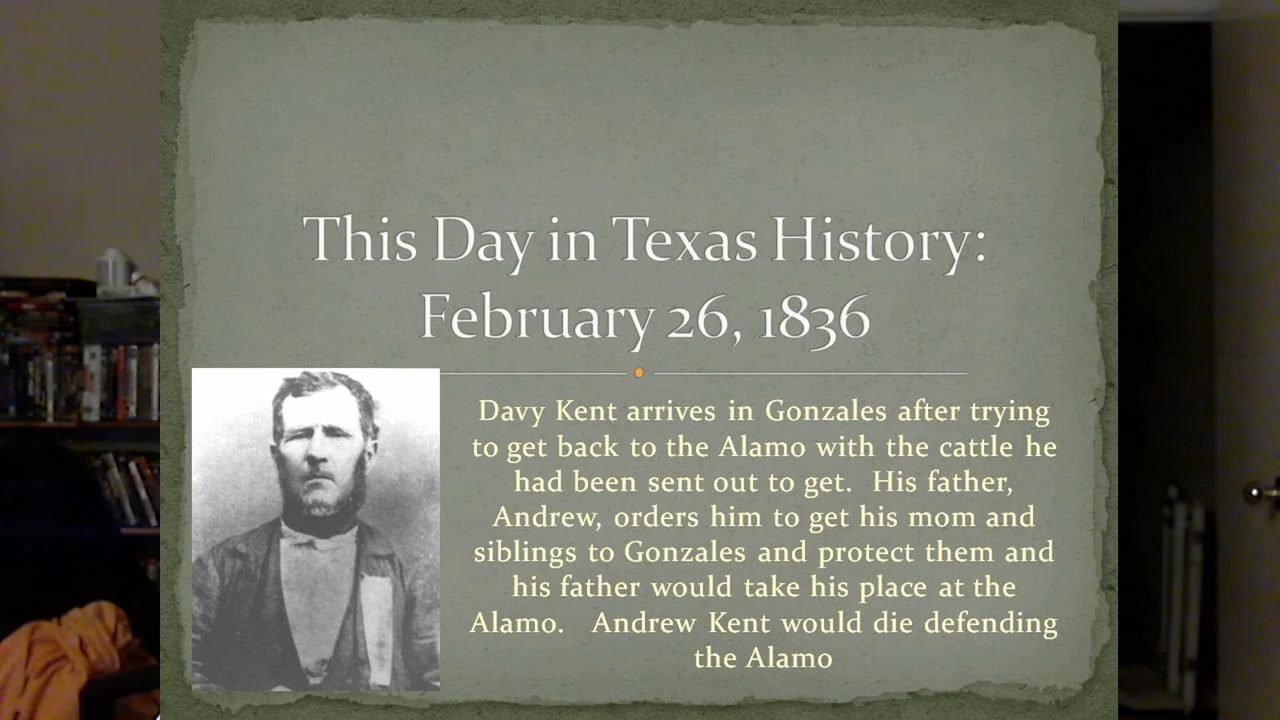 This Day in Texas History:
February 26, 1836
Davy Kent arrives in Gonzales after trying
to get back to the Alamo with the cattle he
had been sent out to get.  His father,
Andrew, orders him to get his mom and
siblings to Gonzales and protect them and
his father would take his place at the
Alamo.   Andrew Kent would die defending
the Alamo